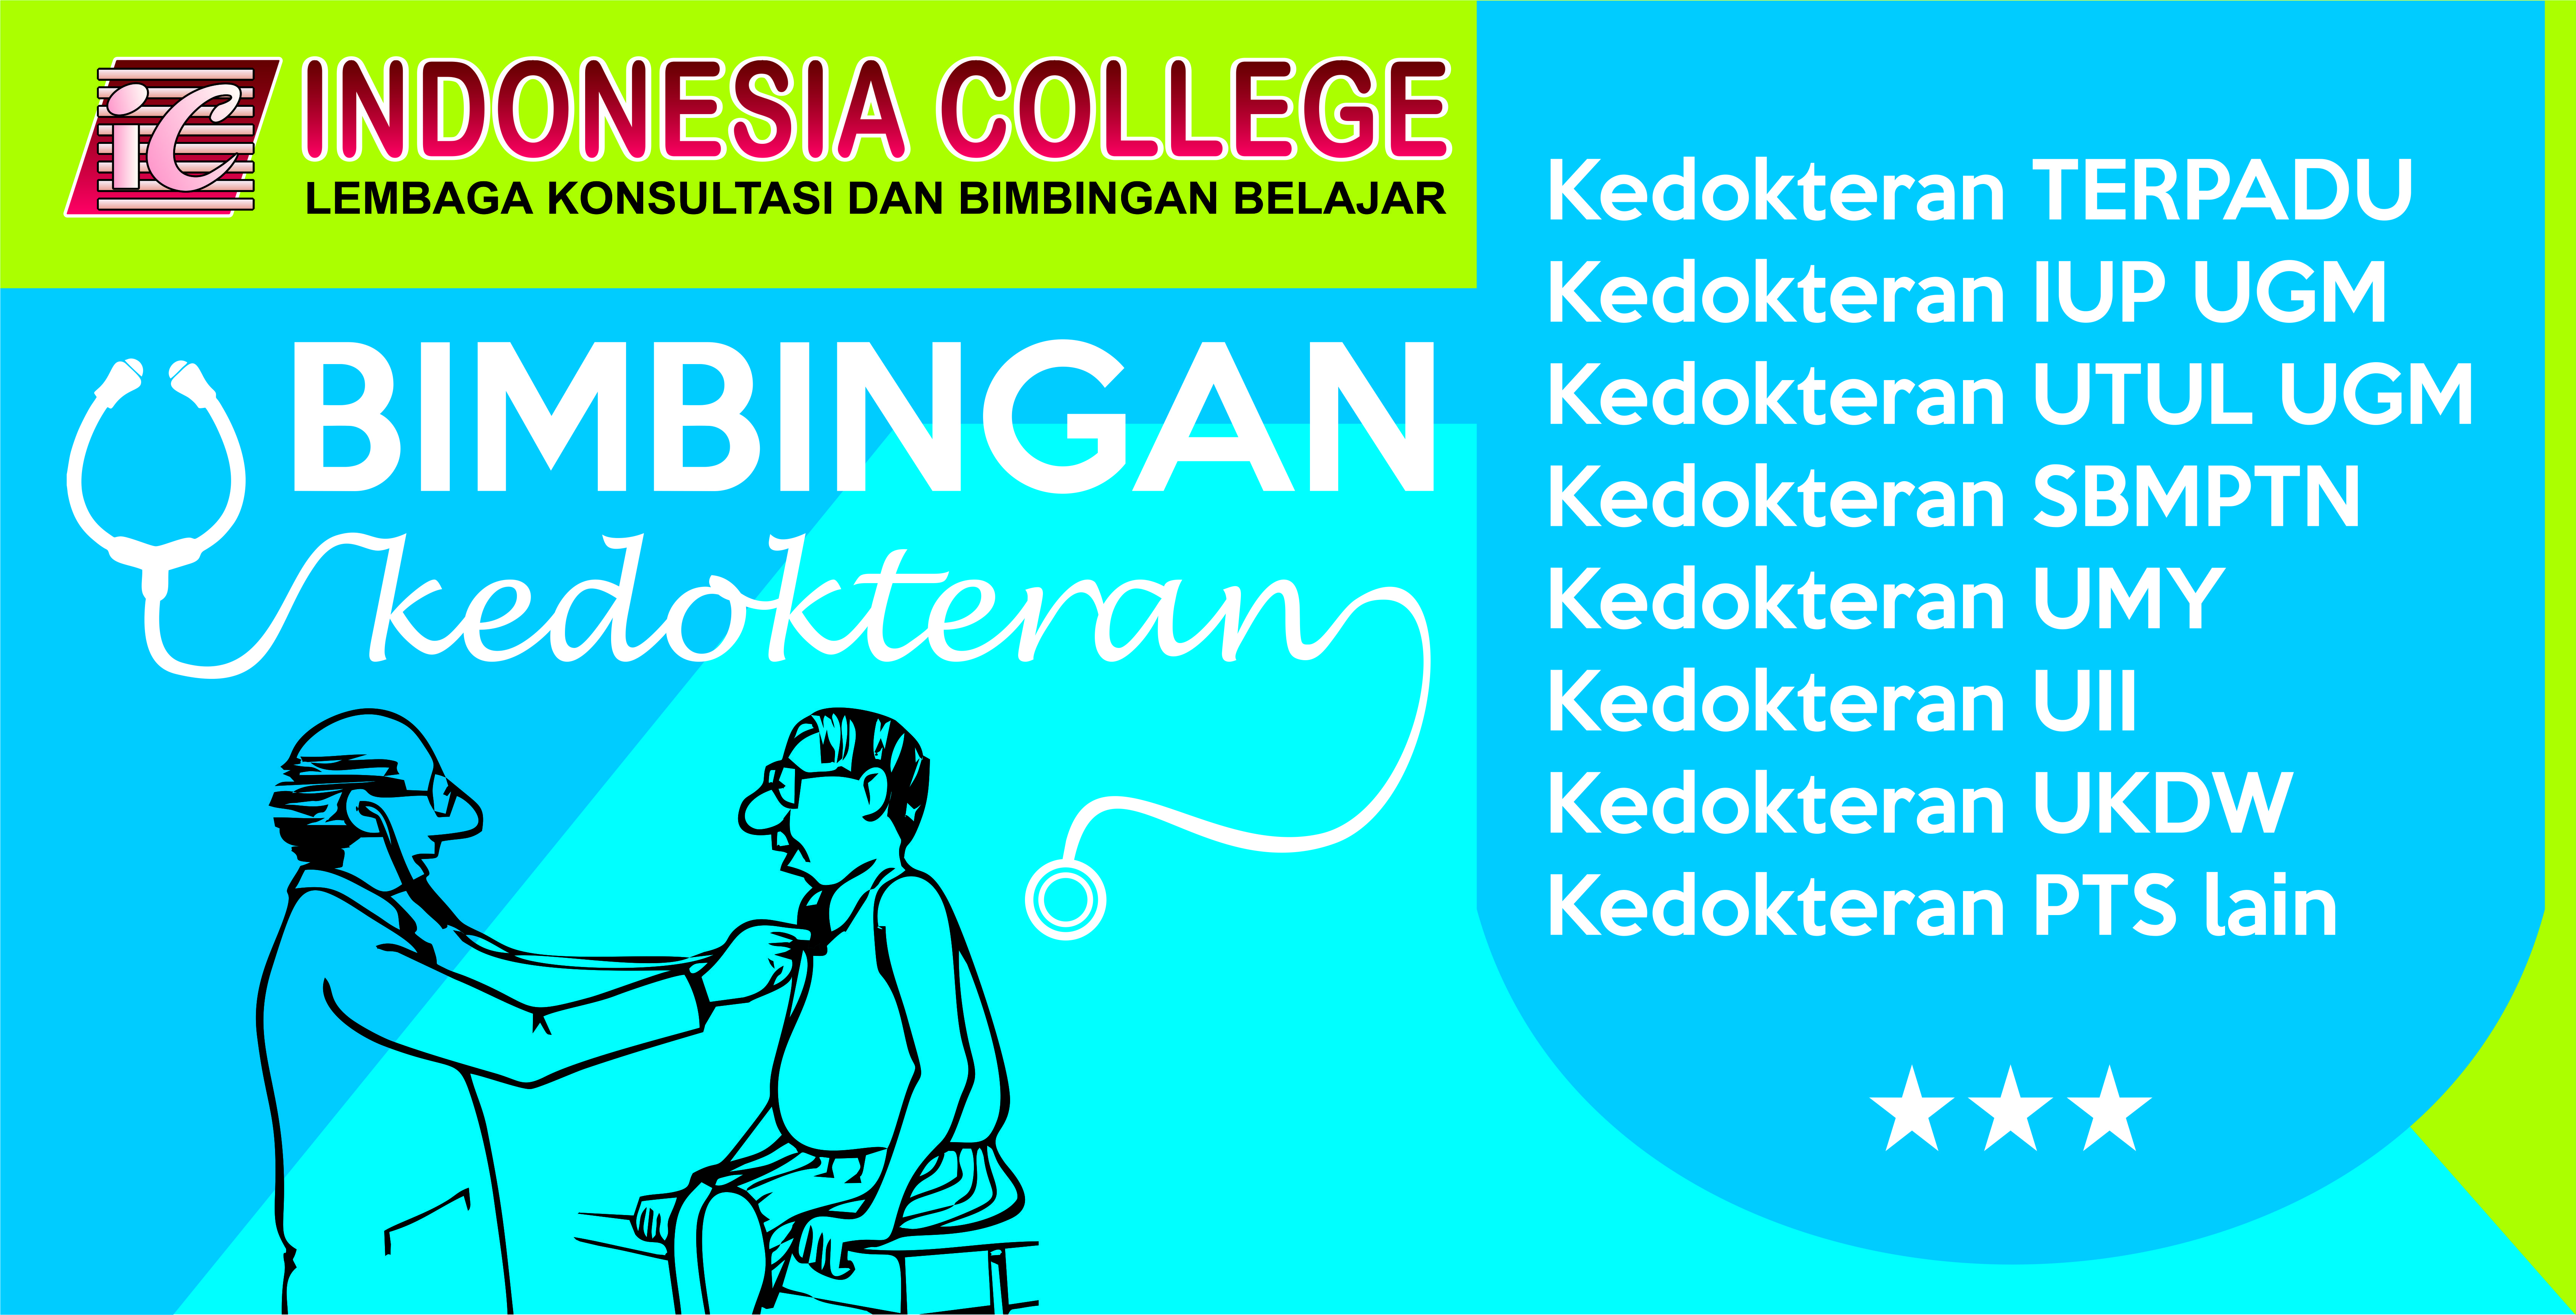 iC
INDONESIA COLLEGE
LEMBAGA KONSULTASI DAN BIMBINGAN BELAJAR
BIMBINGAN
kedokteran
Kedokteran TERPADU
Kedokteran IUP UGM
Kedokteran UTUL UGM
Kedokteran SBMPTN
Kedokteran UMY
Kedokteran UII
Kedokteran UKDW
Kedokteran PTS lain